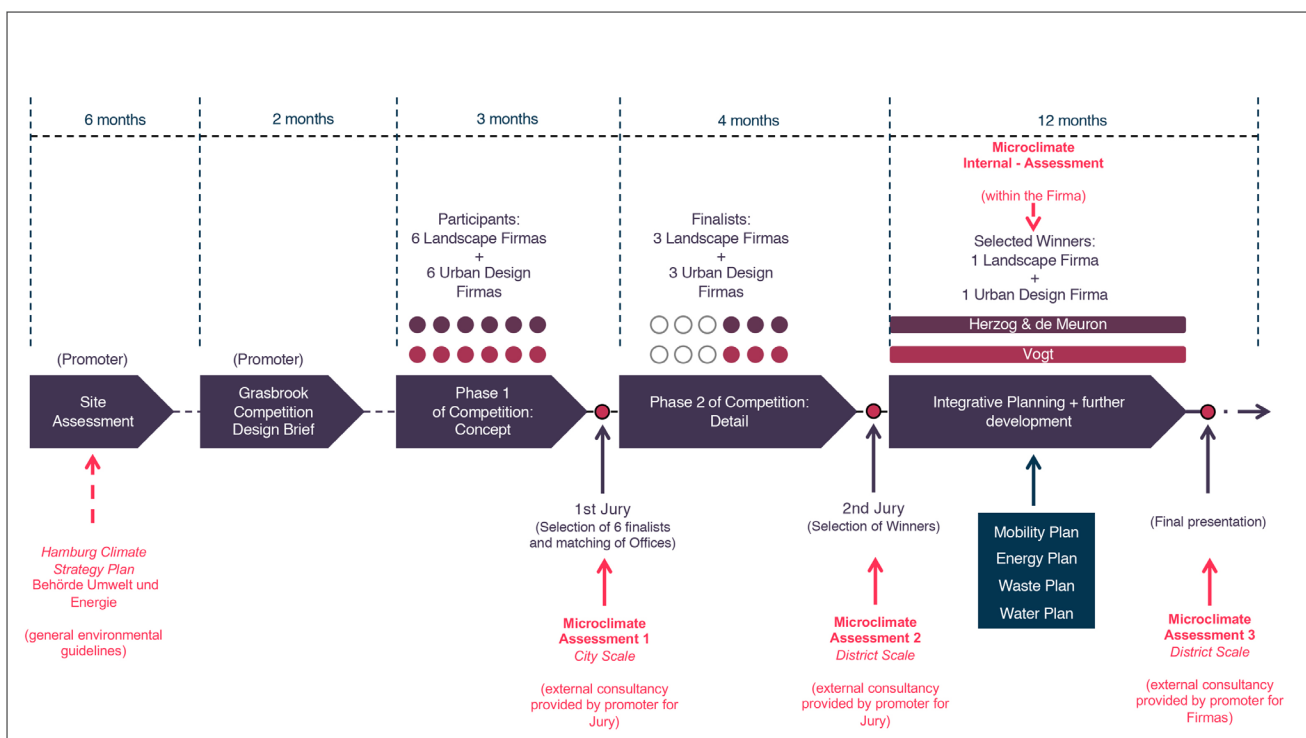 6 months
2 months
3 months
4 months
12 months
Microclimate
Internal - Assessment
(within the Firma)
Participants:
6 Landscape Firmas
+
6 Urban Design
Firmas
Finalists:
3 Landscape Firmas
+
3 Urban Design
Firmas
Selected Winners:
1 Landscape Firma
+
1 Urban Design Firma
Herzog & de Meuron
Vogt
(Promoter)
(Promoter)
Site
Assessment
Grasbrook
Competition
Design Brief
Phase 1
of Competition:
Concept
Phase 2 of Competition:
Detail
Integrative Planning + further
development
Hamburg Climate
Strategy Plan
Behörde Umwelt und
Energie
(general environmental
guidelines)
1st Jury
(Selection of 6 finalists
and matching of Offices)
Microclimate
Assessment 1
City Scale
(external consultancy
provided by promoter for
Jury)
2nd Jury
(Selection of Winners)
Microclimate
Assessment 2
District Scale
(external consultancy
provided by promoter for
Jury)
Mobility Plan
Energy Plan
Waste Plan
Water Plan
(Final presentation)
Microclimate
Assessment 3
District Scale
(external consultancy
provided by promoter for
Firmas)